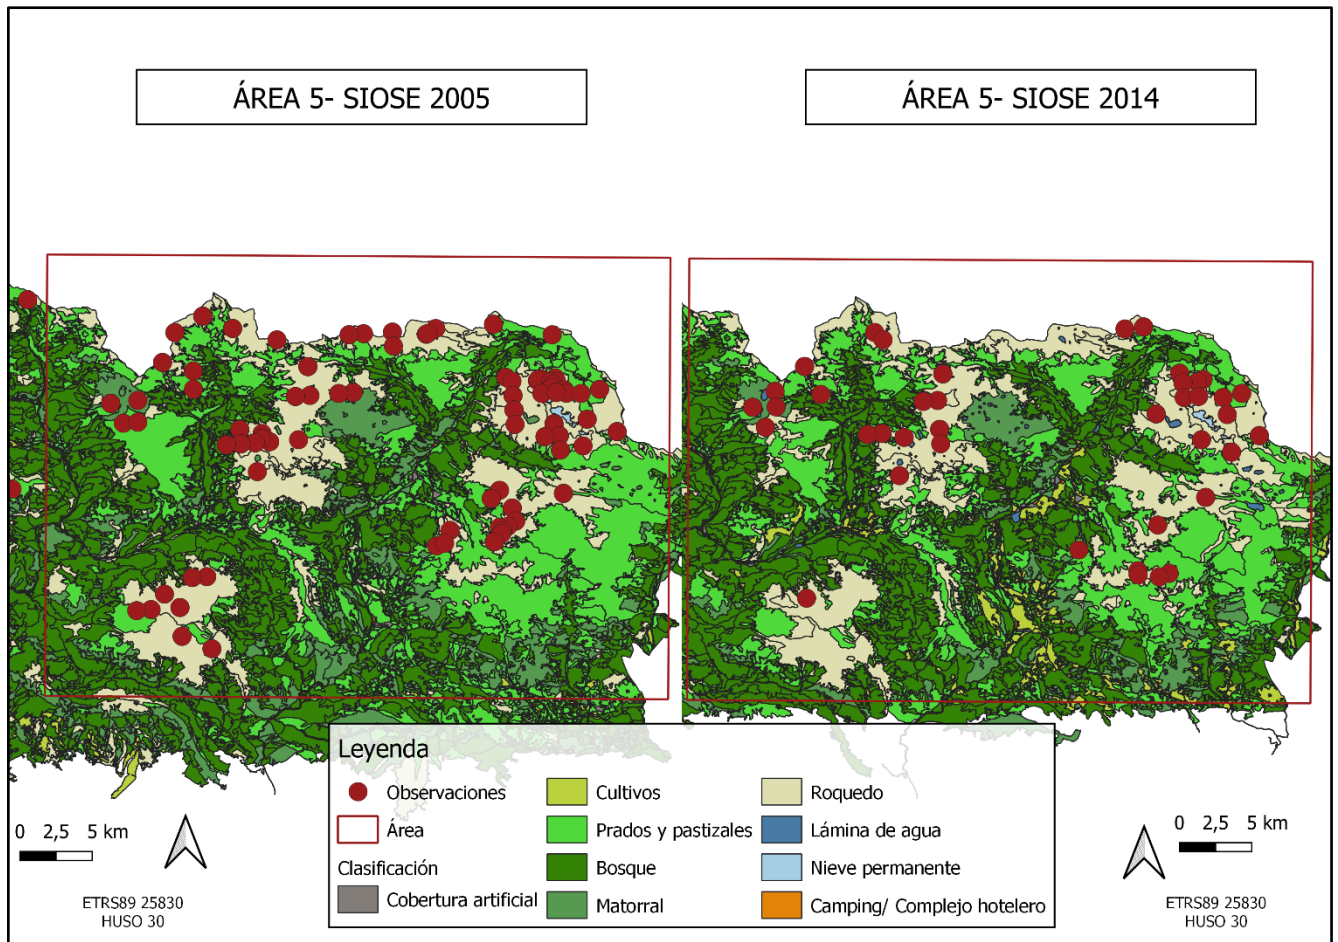 ÁREA 5- SIOSE 2005
ÁREA 5- SIOSE 2014
Leyenda
Observaciones
Área
Clasificación
Cobertura artificial
Cultivos
Prados y pastizales
Bosque
Matorral
Roquedo
Lámina de agua
Nieve permanente
Camping/ Complejo hotelero
0 2,5 5 km
ETRS89 25830
HUSO 30
0 2,5 5 km
ETRS89 25830
HUSO 30